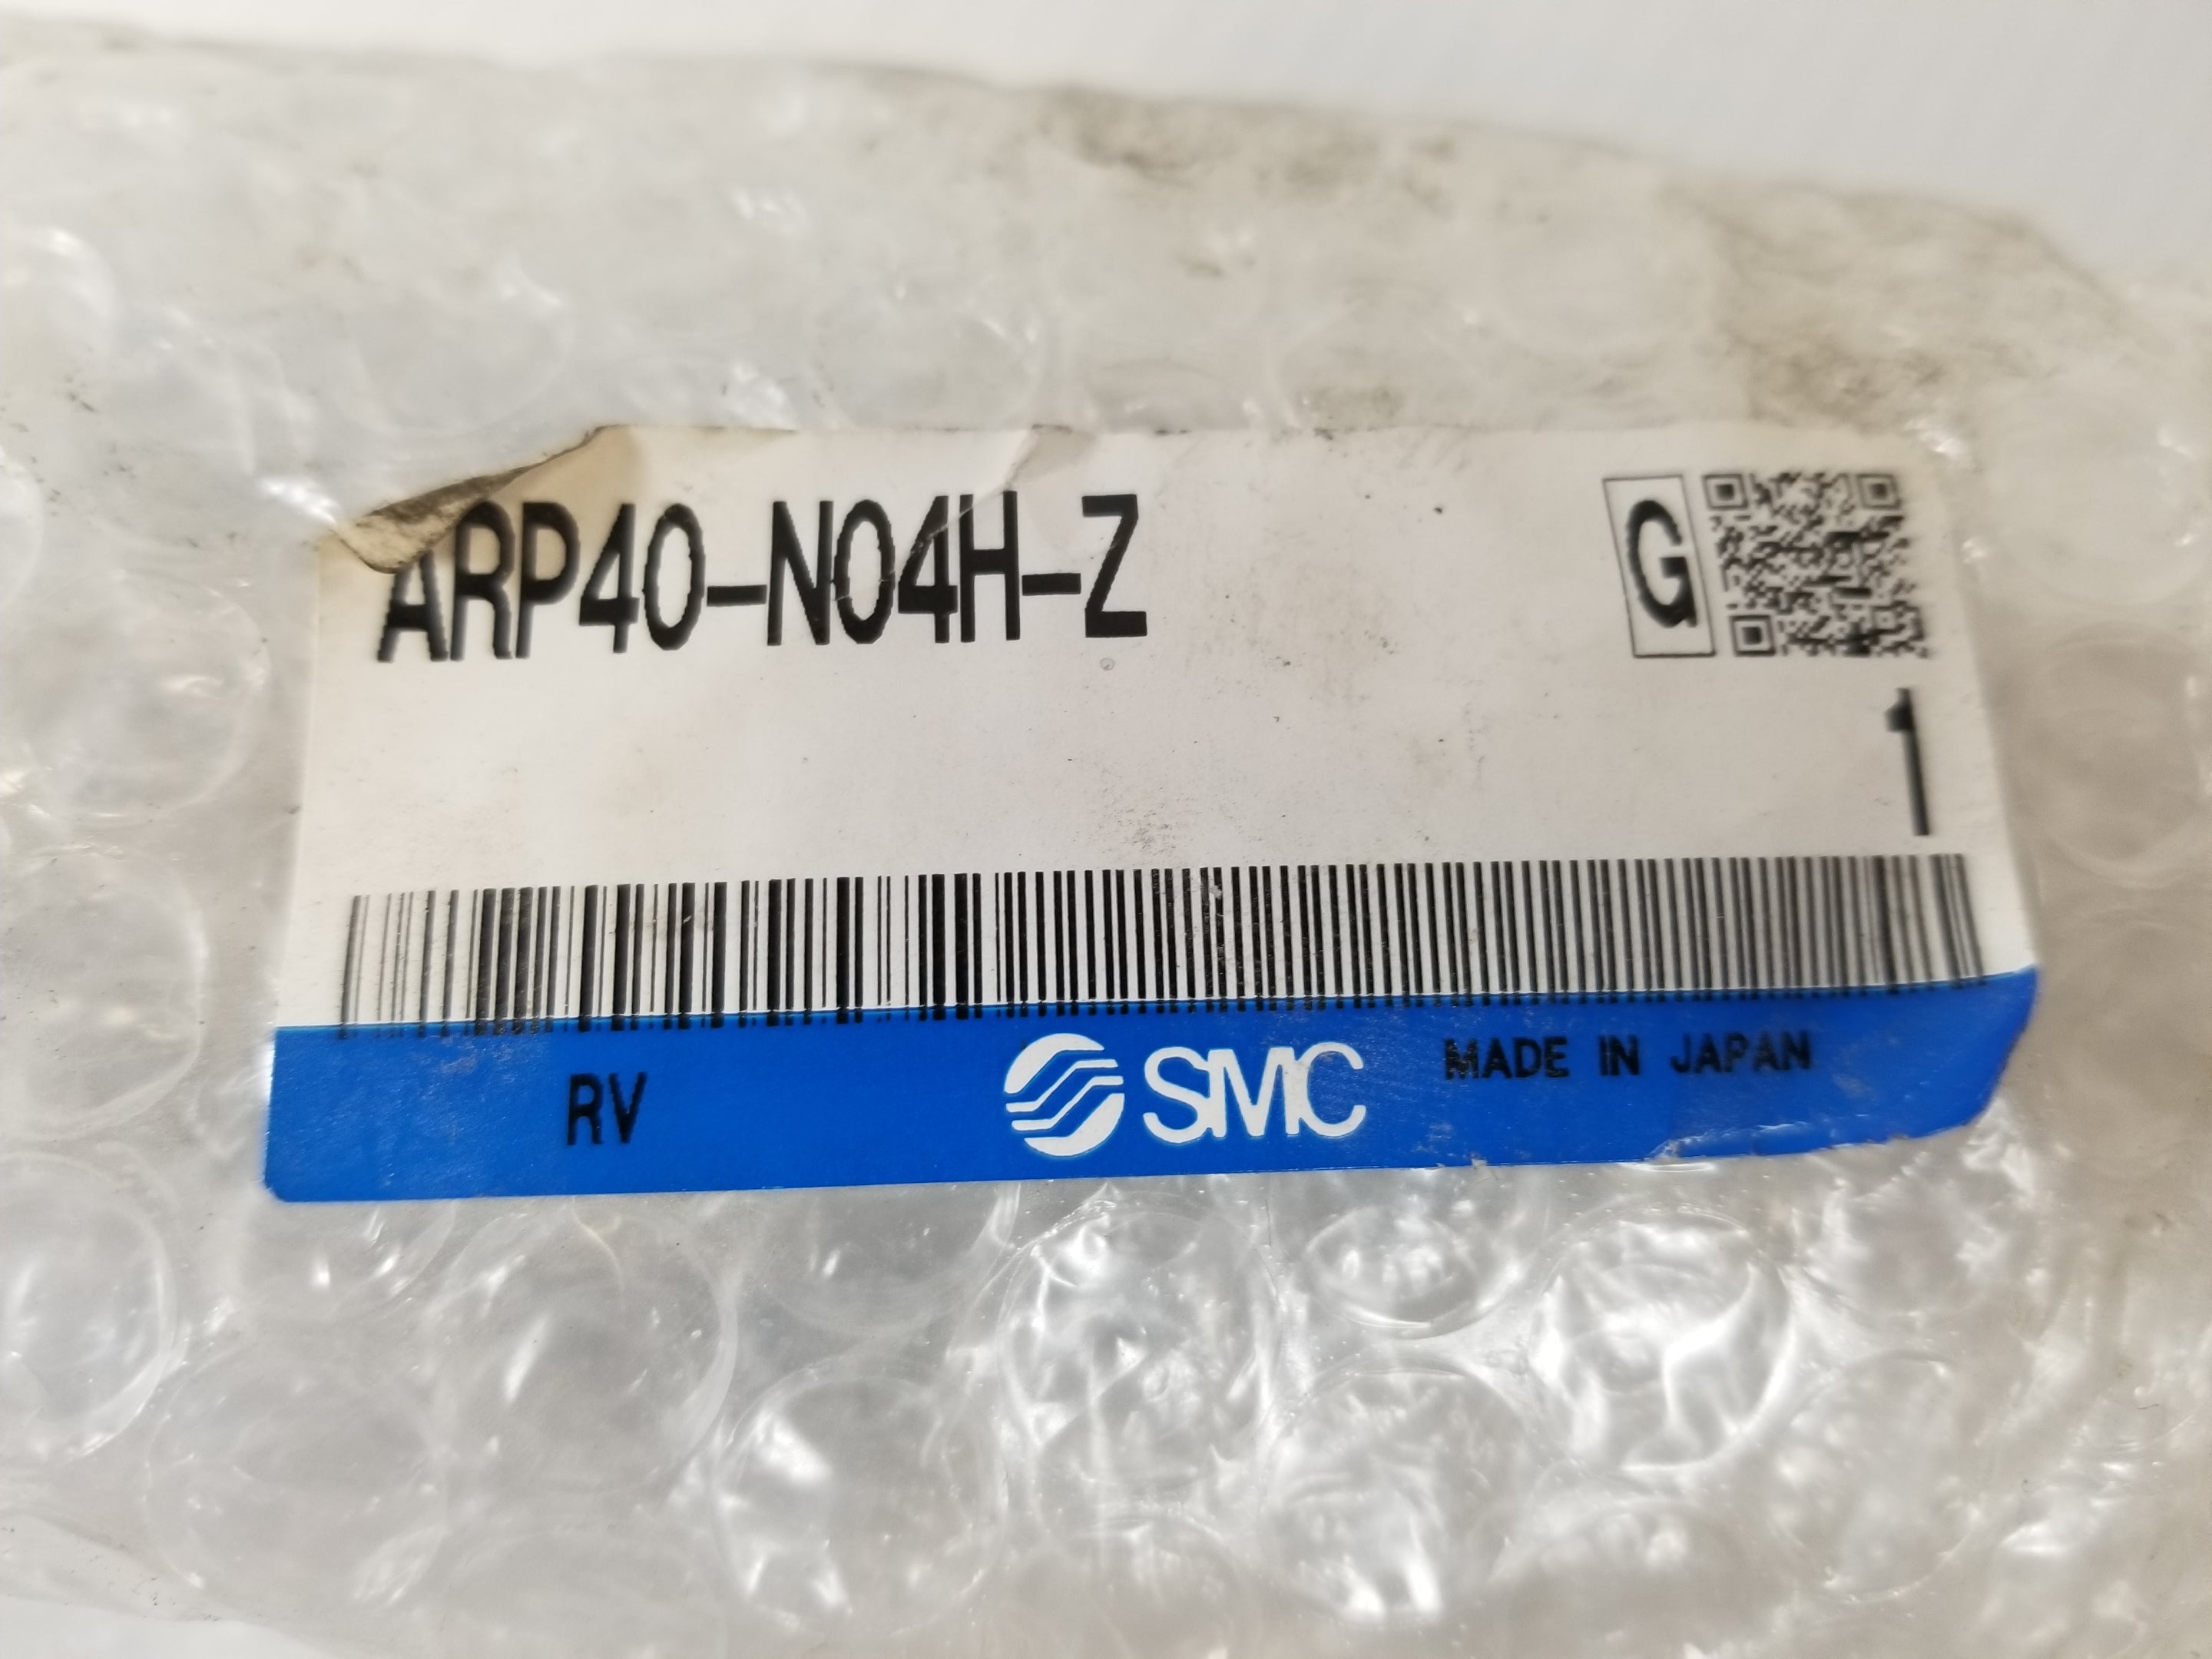 ARP40-N04H-Z
G
1
RV
SMC
MADE IN JAPAN